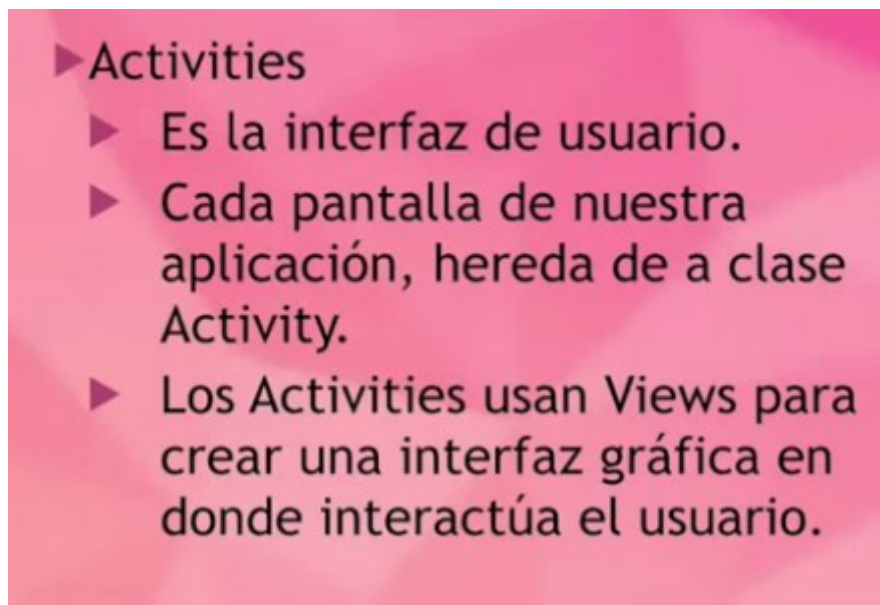 Activities
Es la interfaz de usuario.
Cada pantalla de nuestra
aplicación, hereda de a clase
Activity.
Los Activities usan Views para
crear una interfaz gráfica en
donde interactúa el usuario.